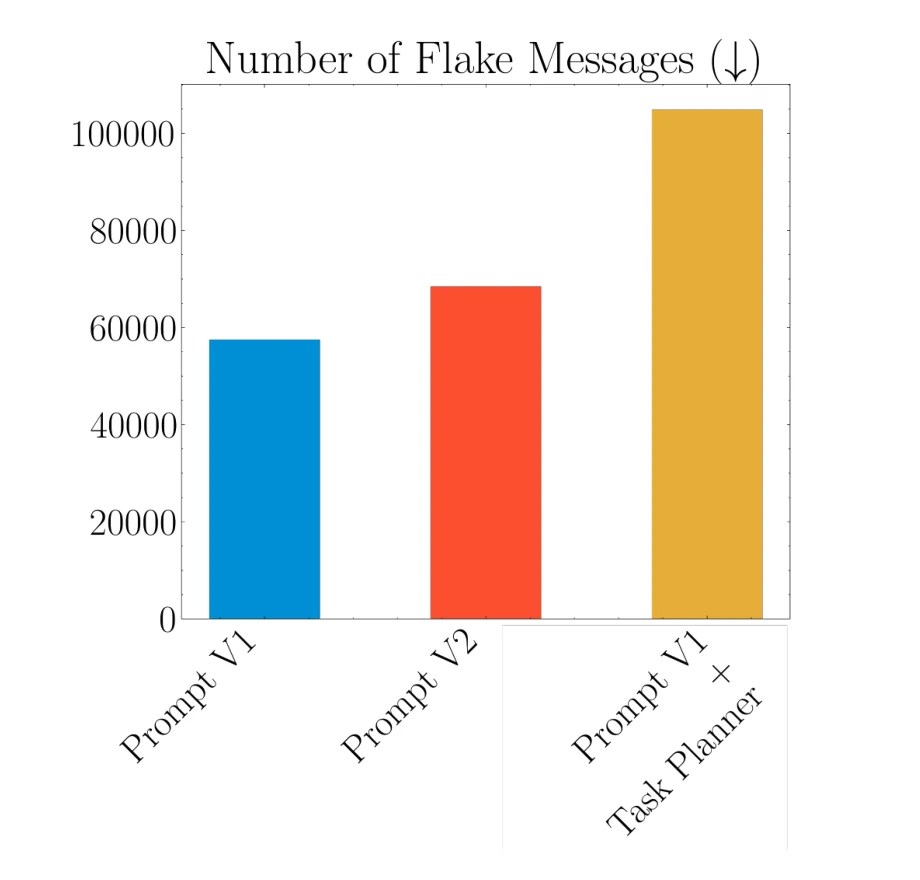 Number of Flake Messages (↓)
100000
80000
60000
40000
20000
0
Prompt V1
Prompt V2
Prompt V1
+
Task Planner